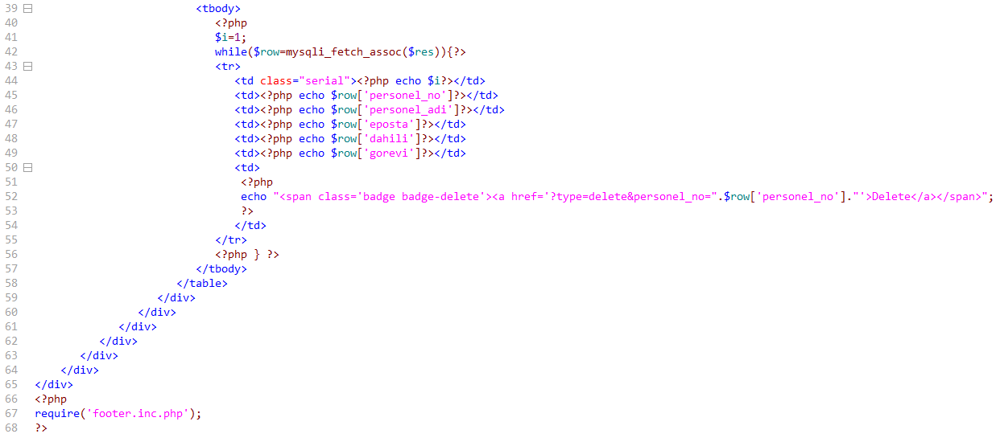 39 <tbody>
40 <?php
41 $i=1;
42 while($row=mysqli_fetch_assoc($res)){?>
43 <tr>
44 <td class="serial"><?php echo $i?></td>
45 <td><?php echo $row['personel_no']?></td>
46 <td><?php echo $row['personel_adi']?></td>
47 <td><?php echo $row['eposta']?></td>
48 <td><?php echo $row['dahili']?></td>
49 <td><?php echo $row['gorevi']?></td>
50 <td>
51 <?php
52 echo "<span class='badge badge-delete'><a href='?type=delete&personel_no=".$row['personel_no']."'>Delete</a></span>";
53 ?>
54 </td>
55 </tr>
56 <?php } ?>
57 </tbody>
58 </table>
59 </div>
60 </div>
61 </div>
62 </div>
63 </div>
64 </div>
65 </div>
66 <?php
67 require('footer.inc.php');
68 ?>